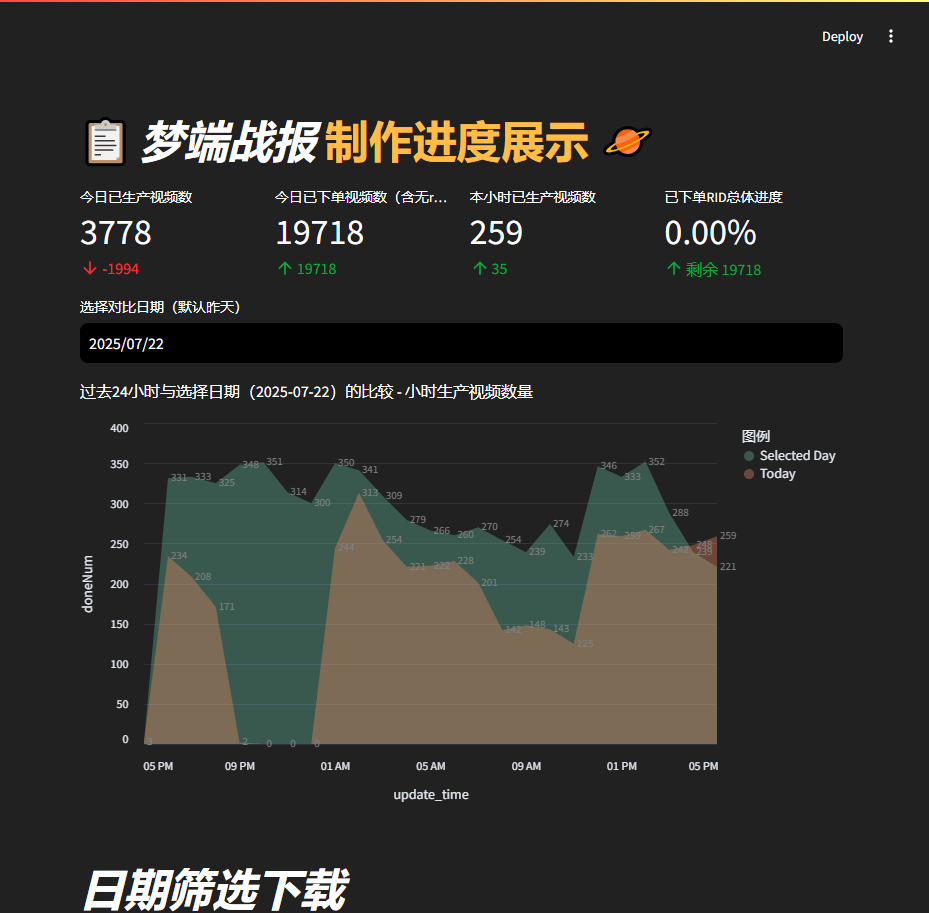 Deploy
梦端战报 制作进度展示
今日已生产视频数
3778
-1994
今日已下单视频数（含无r...
19718
19718
本小时已生产视频数
259
35
已下单RID总体进度
0.00%
剩余 19718
选择对比日期（默认昨天）
2025/07/22
过去24小时与选择日期（2025-07-22）的比较 - 小时生产视频数量
图例
Selected Day
Today
doneNum
400
350
300
250
200
150
100
50
0
331 333 325 348 351 314 300 350 341 309 279 266 260 270 254 239 274 233 346 333 352 288 239 221
3 234 208 171 2 0 0 0 244 313 254 221 222 228 201 142 148 143 125 262 259 267 242 248 259
05 PM 09 PM 01 AM 05 AM 09 AM 01 PM 05 PM
update_time
日期筛选下载